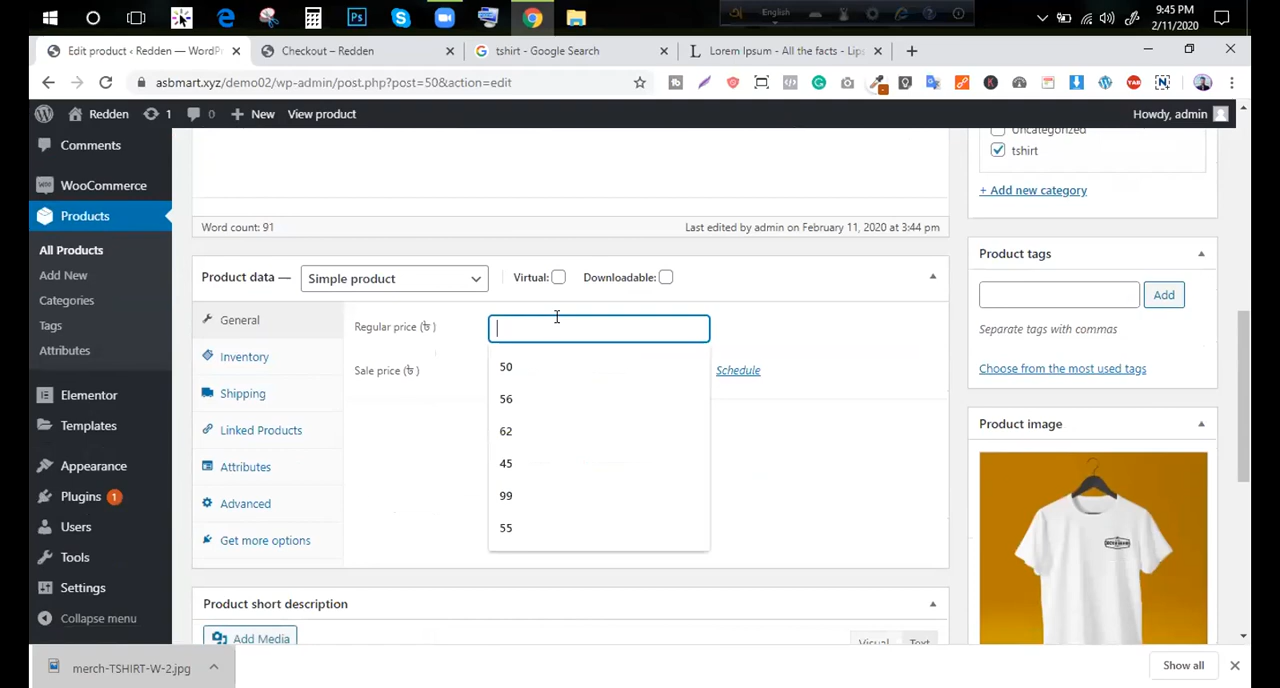 English
9:45 PM
2/11/2020
Edit product ‹ Redden — WordPr
Checkout – Redden
tshirt - Google Search
Lorem Ipsum - All the facts - Lips
asbmart.xyz/demo02/wp-admin/post.php?post=50&action=edit
Redden
1
0
New
View product
Howdy, admin
Comments
WooCommerce
Products
All Products
Add New
Categories
Tags
Attributes
Elementor
Templates
Appearance
Plugins 1
Users
Tools
Settings
Collapse menu
Word count: 91
Last edited by admin on February 11, 2020 at 3:44 pm
Product data —
Simple product
Virtual:
Downloadable:
General
Inventory
Shipping
Linked Products
Attributes
Advanced
Get more options
Regular price (৳ )
Sale price (৳ )
50
56
62
45
99
55
Schedule
Product short description
Add Media
Visual
Text
Uncategorized
tshirt
+ Add new category
Product tags
Add
Separate tags with commas
Choose from the most used tags
Product image
merch-TSHIRT-W-2.jpg
Show all